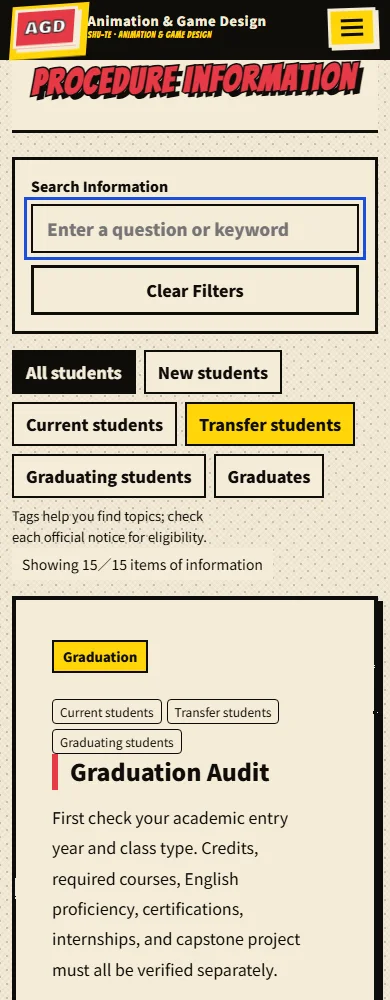 AGD
Animation & Game Design
SHU-TE · ANIMATION & GAME DESIGN
PROCEDURE INFORMATION
Search Information
Enter a question or keyword
Clear Filters
All students
New students
Current students
Transfer students
Graduating students
Graduates
Tags help you find topics; check
each official notice for eligibility.
Showing 15／15 items of information
Graduation
Current students
Transfer students
Graduating students
Graduation Audit
First check your academic entry
year and class type. Credits,
required courses, English
proficiency, certifications,
internships, and capstone project
must all be verified separately.